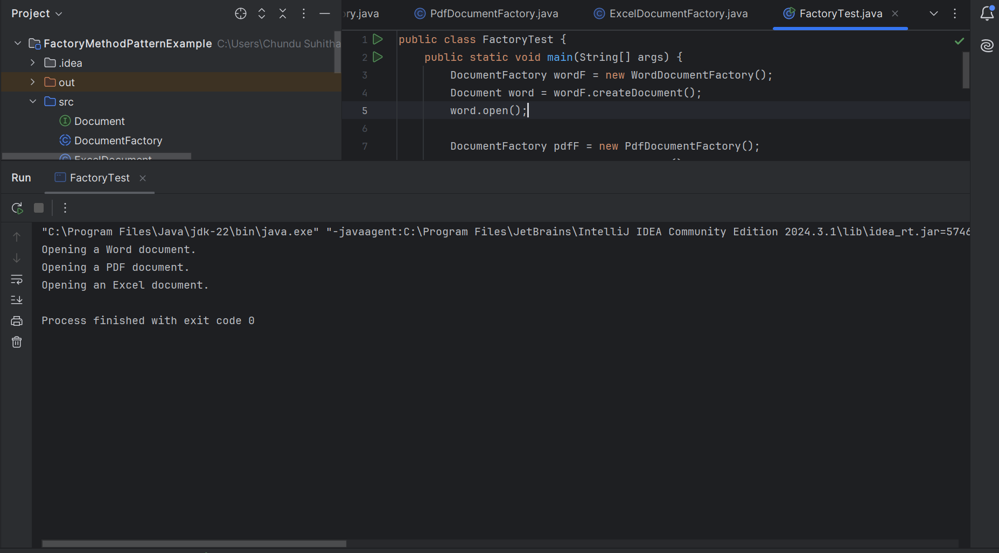 Project
ry.java
PdfDocumentFactory.java
ExcelDocumentFactory.java
FactoryTest.java
FactoryMethodPatternExample C:\Users\Chundu Suhitha
.idea
out
src
Document
DocumentFactory
ExcelDocument
1 public class FactoryTest {
2 public static void main(String[] args) {
3 DocumentFactory wordF = new WordDocumentFactory();
4 Document word = wordF.createDocument();
5 word.open();
6
7 DocumentFactory pdfF = new PdfDocumentFactory();
Run
FactoryTest
"C:\Program Files\Java\jdk-22\bin\java.exe" "-javaagent:C:\Program Files\JetBrains\IntelliJ IDEA Community Edition 2024.3.1\lib\idea_rt.jar=5746
Opening a Word document.
Opening a PDF document.
Opening an Excel document.
Process finished with exit code 0